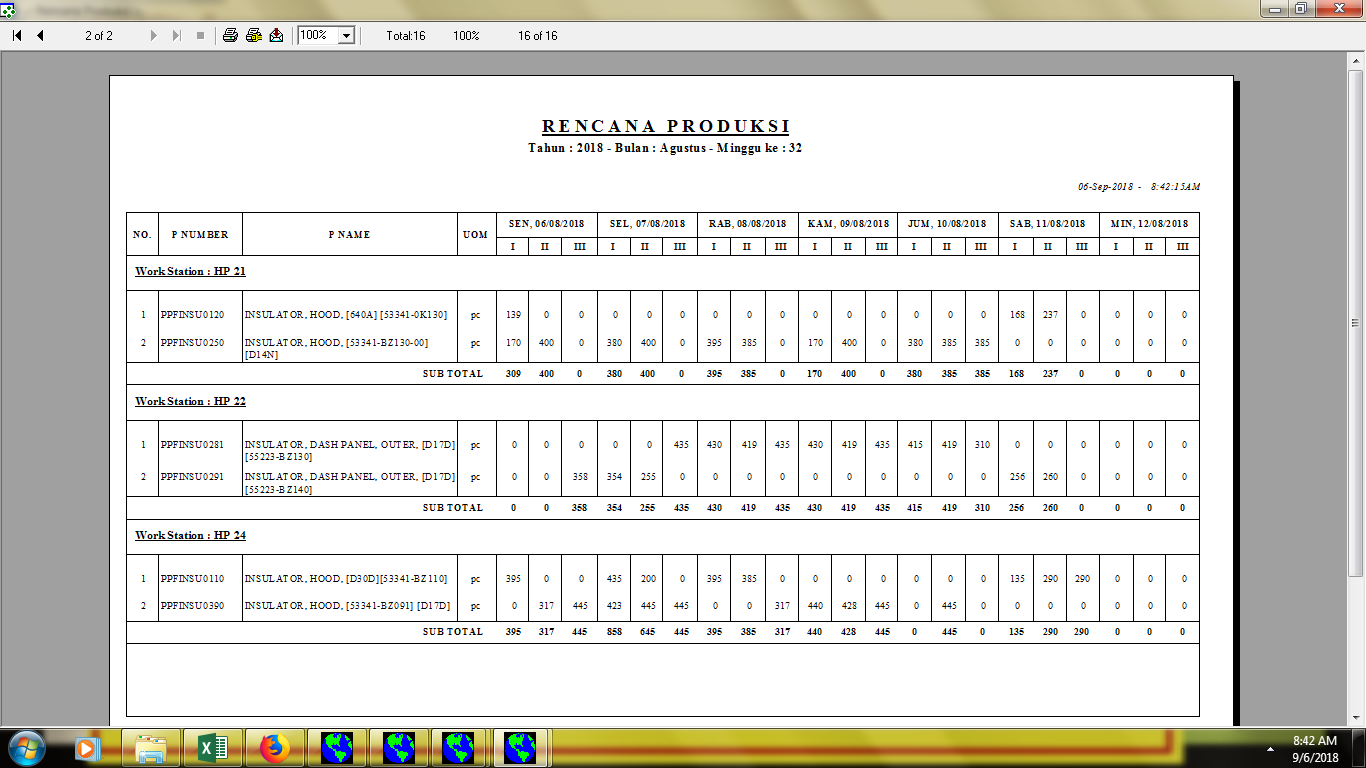 2 of 2 100% Total:16 100% 16 of 16
RENCANA PRODUKSI
Tahun : 2018 - Bulan : Agustus - Minggu ke : 32
06-Sep-2018 - 8:42:15AM
NO. P NUMBER P NAME UOM SEN, 06/08/2018 SEL, 07/08/2018 RAB, 08/08/2018 KAM, 09/08/2018 JUM, 10/08/2018 SAB, 11/08/2018 MIN, 12/08/2018
I II III I II III I II III I II III I II III I II III I II III
Work Station : HP 21
1 PPFINSU0120 INSULATOR, HOOD, [640A] [53341-0K130] pc 139 0 0 0 0 0 0 0 0 0 0 0 0 0 0 168 237 0 0 0 0
2 PPFINSU0250 INSULATOR, HOOD, [53341-BZ130-00] pc 170 400 0 380 400 0 395 385 0 170 400 0 380 385 385 0 0 0 0 0 0
[D14N]
SUB TOTAL 309 400 0 380 400 0 395 385 0 170 400 0 380 385 385 168 237 0 0 0 0
Work Station : HP 22
1 PPFINSU0281 INSULATOR, DASH PANEL, OUTER, [D17D] pc 0 0 0 0 0 435 430 419 435 430 419 435 415 419 310 0 0 0 0 0 0
[55223-BZ130]
2 PPFINSU0291 INSULATOR, DASH PANEL, OUTER, [D17D] pc 0 0 358 354 255 0 0 0 0 0 0 0 0 0 0 256 260 0 0 0 0
[55223-BZ140]
SUB TOTAL 0 0 358 354 255 435 430 419 435 430 419 435 415 419 310 256 260 0 0 0 0
Work Station : HP 24
1 PPFINSU0110 INSULATOR, HOOD, [D30D][53341-BZ110] pc 395 0 0 435 200 0 395 385 0 0 0 0 0 0 0 135 290 290 0 0 0
2 PPFINSU0390 INSULATOR, HOOD, [53341-BZ091] [D17D] pc 0 317 445 423 445 445 0 0 317 440 428 445 0 445 0 0 0 0 0 0 0
SUB TOTAL 395 317 445 858 645 445 395 385 317 440 428 445 0 445 0 135 290 290 0 0 0
8:42 AM
9/6/2018